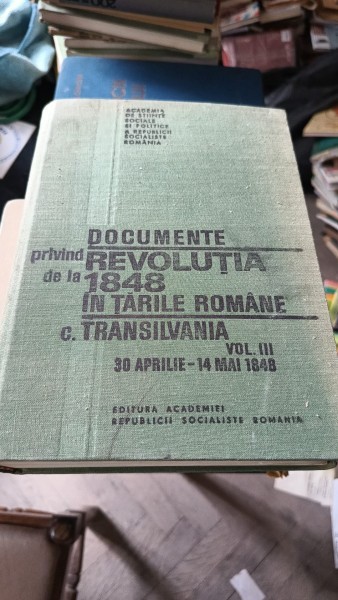 ACADEMIA
DE ȘTIINȚE
SOCIALE
ȘI POLITICE
A REPUBLICII
SOCIALISTE
ROMÂNIA
DOCUMENTE
privind REVOLUȚIA
de la 1848
ÎN ȚĂRILE ROMÂNE
c. TRANSILVANIA
VOL. III
30 APRILIE – 14 MAI 1848
EDITURA ACADEMIEI
REPUBLICII SOCIALISTE ROMÂNIA